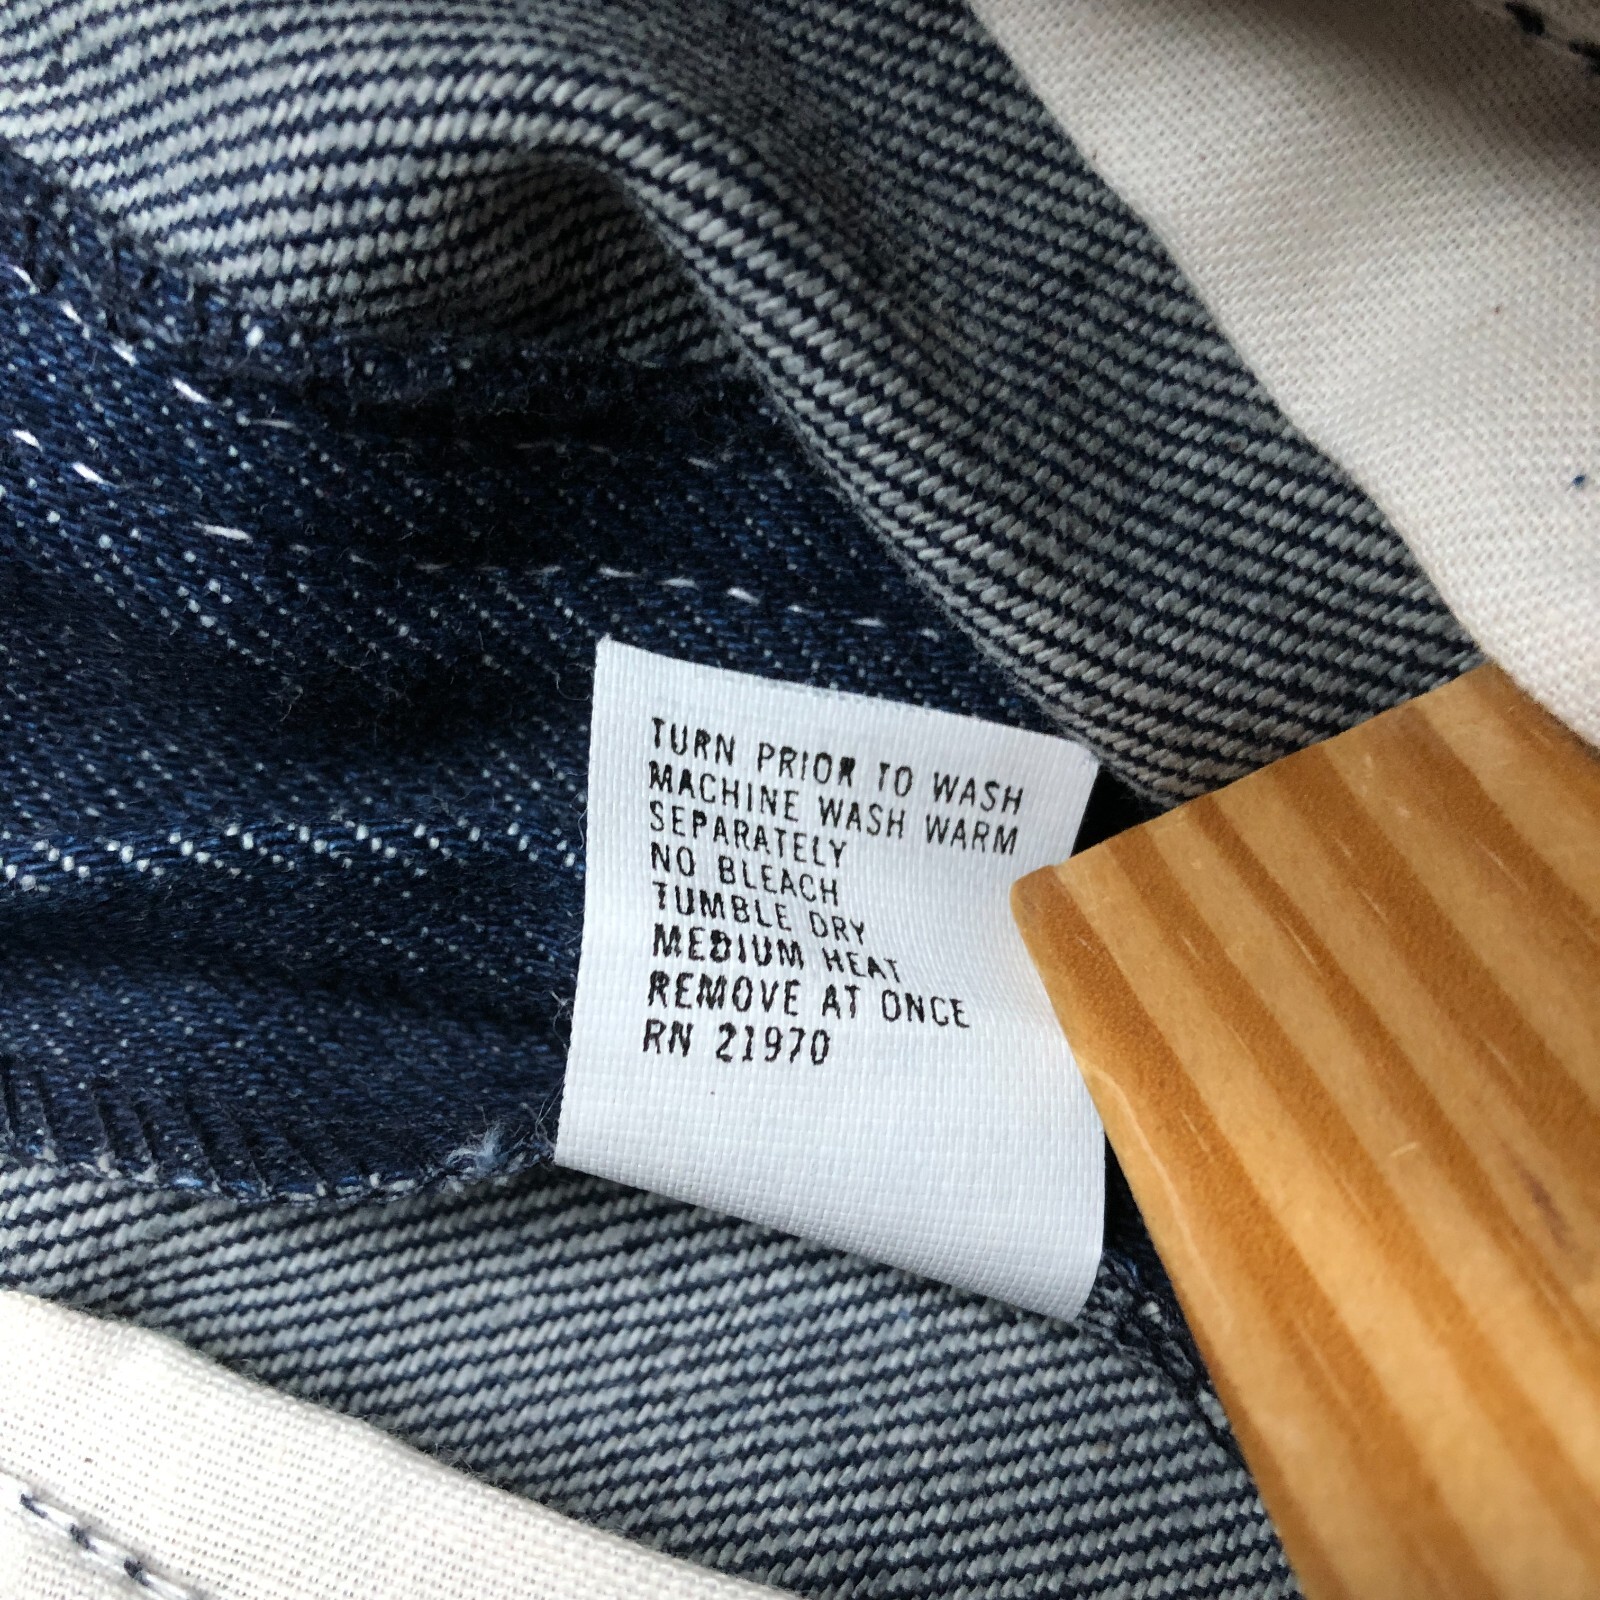 TURN PRIOR TO WASH
MACHINE WASH WARM
SEPARATELY
NO BLEACH
TUMBLE DRY
MEDIUM HEAT
REMOVE AT ONCE
RN 21970